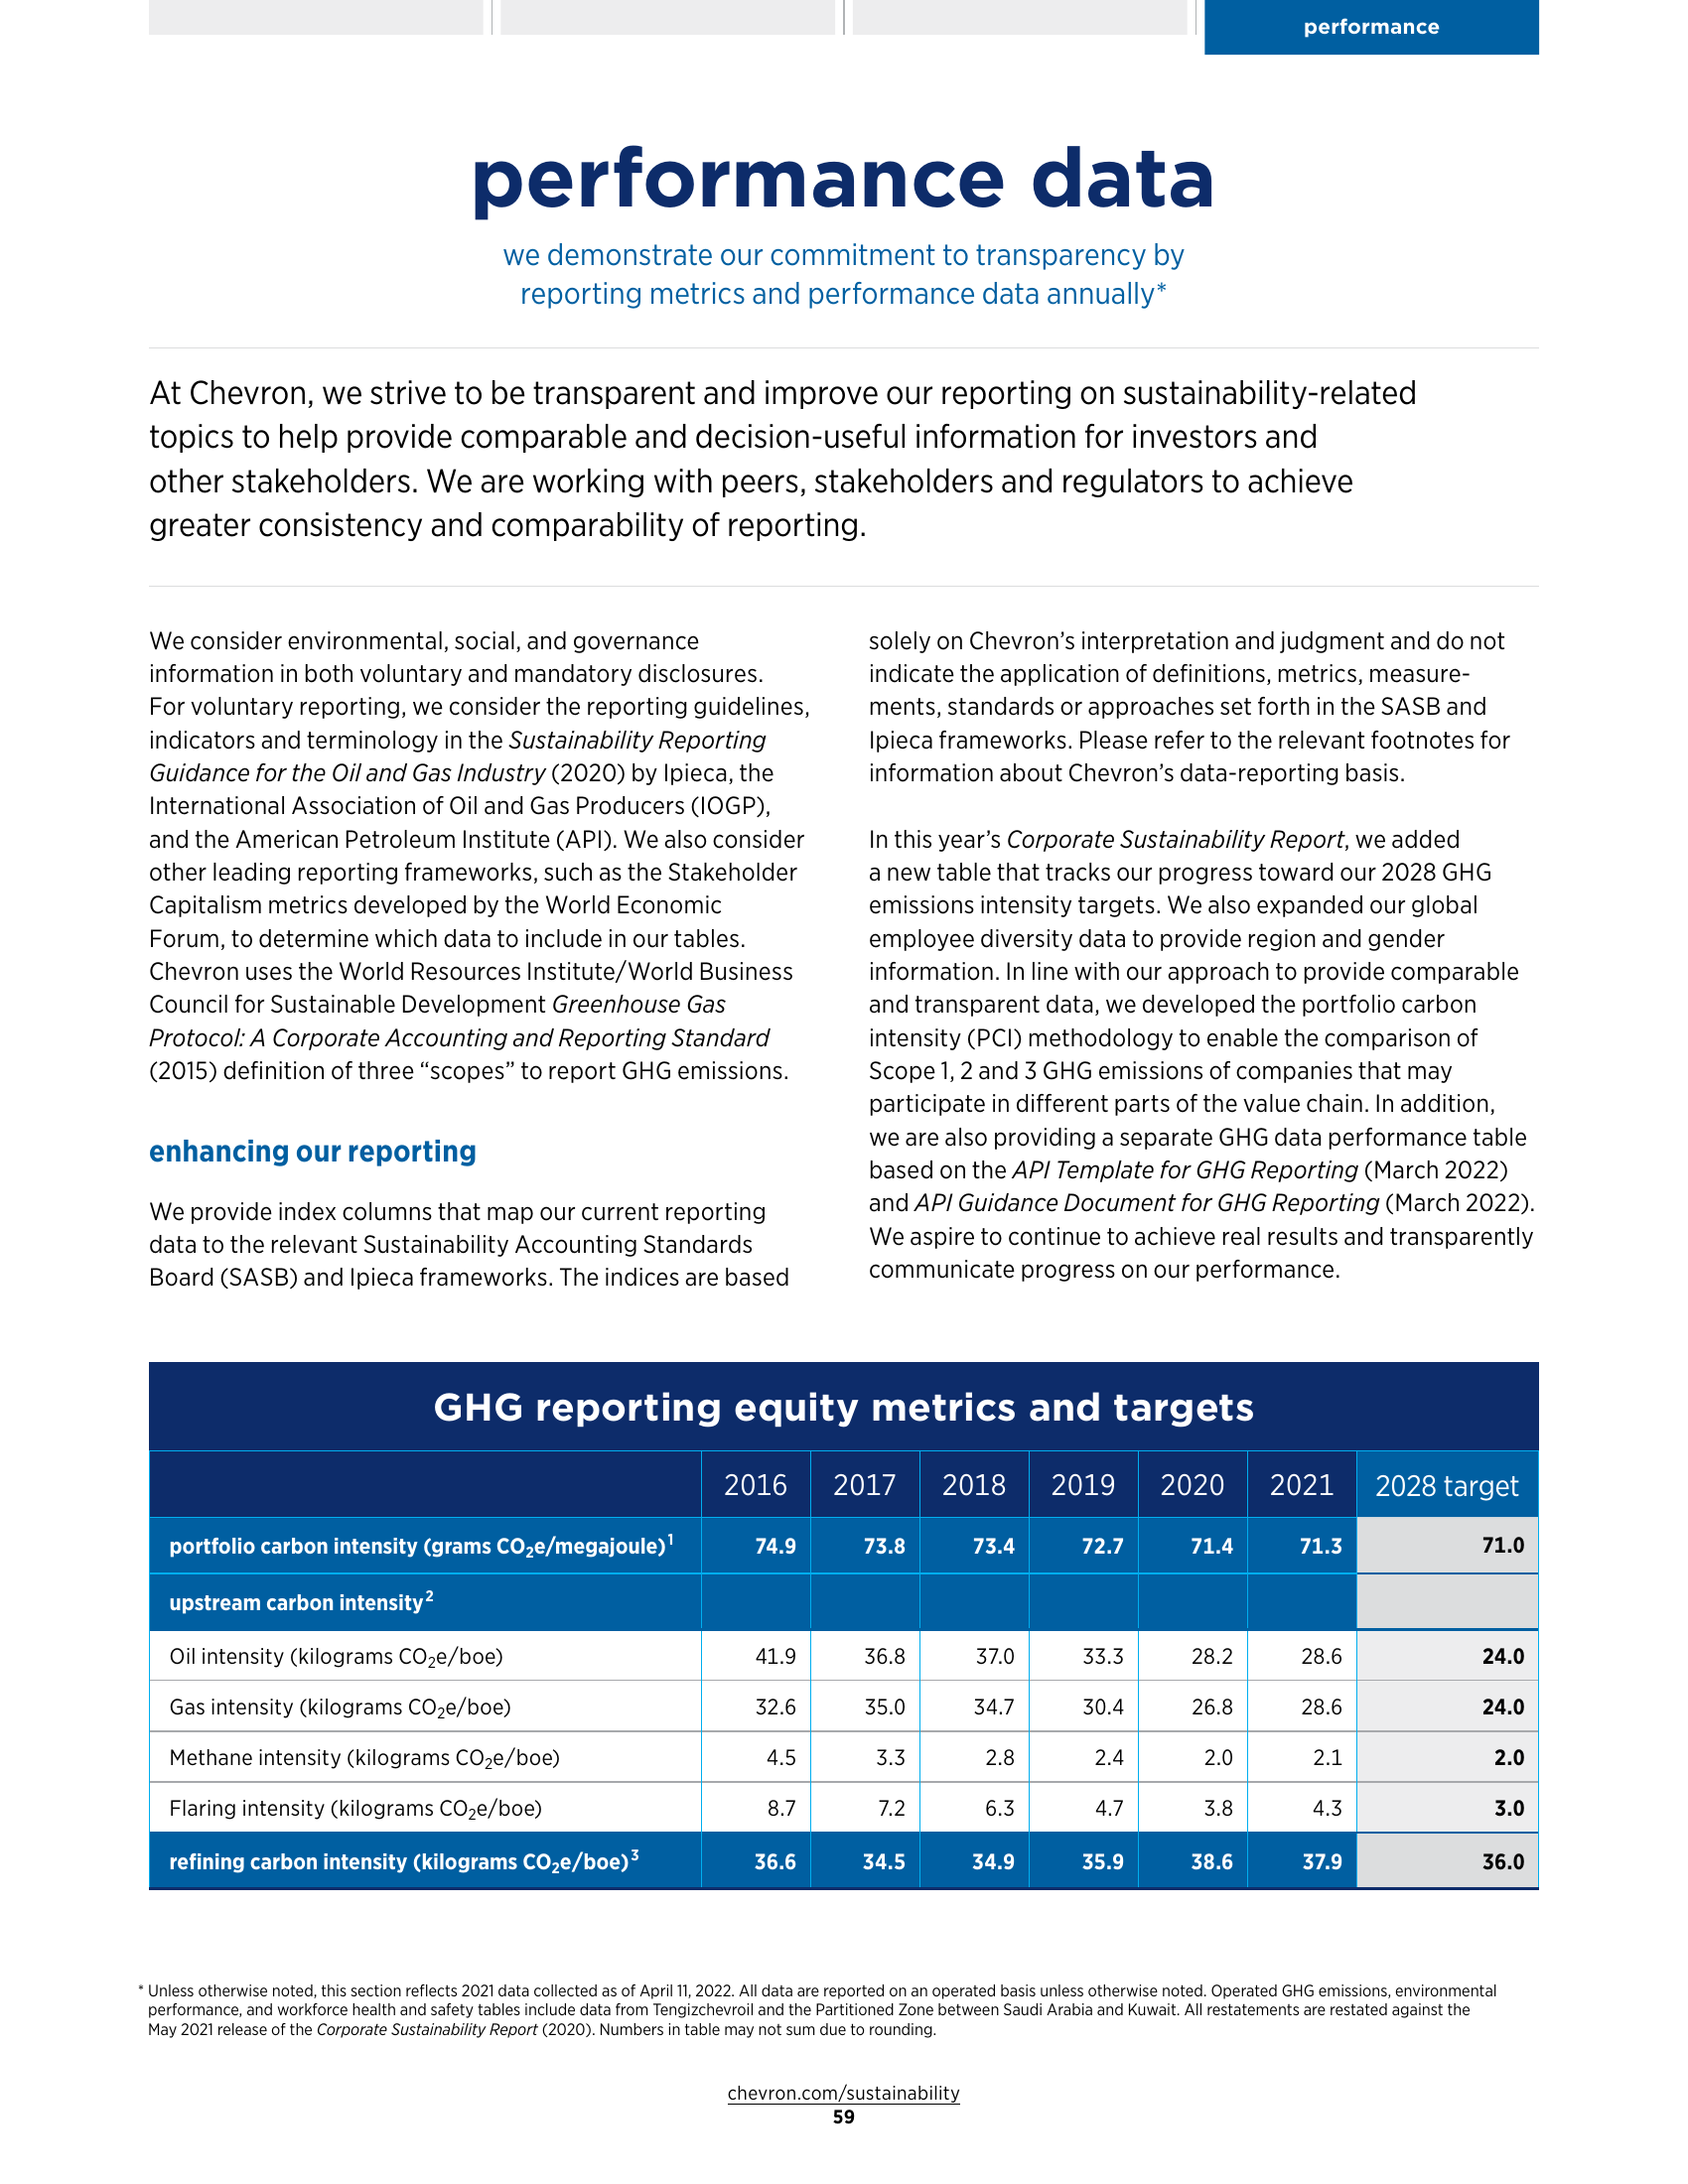 performance
performance data
we demonstrate our commitment to transparency by
reporting metrics and performance data annually*
At Chevron, we strive to be transparent and improve our reporting on sustainability-related
topics to help provide comparable and decision-useful information for investors and
other stakeholders. We are working with peers, stakeholders and regulators to achieve
greater consistency and comparability of reporting.
We consider environmental, social, and governance
information in both voluntary and mandatory disclosures.
For voluntary reporting, we consider the reporting guidelines,
indicators and terminology in the Sustainability Reporting
Guidance for the Oil and Gas Industry (2020) by Ipieca, the
International Association of Oil and Gas Producers (IOGP),
and the American Petroleum Institute (API). We also consider
other leading reporting frameworks, such as the Stakeholder
Capitalism metrics developed by the World Economic
Forum, to determine which data to include in our tables.
Chevron uses the World Resources Institute/World Business
Council for Sustainable Development Greenhouse Gas
Protocol: A Corporate Accounting and Reporting Standard
(2015) definition of three “scopes” to report GHG emissions.
enhancing our reporting
We provide index columns that map our current reporting
data to the relevant Sustainability Accounting Standards
Board (SASB) and Ipieca frameworks. The indices are based
solely on Chevron’s interpretation and judgment and do not
indicate the application of definitions, metrics, measure-
ments, standards or approaches set forth in the SASB and
Ipieca frameworks. Please refer to the relevant footnotes for
information about Chevron’s data-reporting basis.
In this year’s Corporate Sustainability Report, we added
a new table that tracks our progress toward our 2028 GHG
emissions intensity targets. We also expanded our global
employee diversity data to provide region and gender
information. In line with our approach to provide comparable
and transparent data, we developed the portfolio carbon
intensity (PCI) methodology to enable the comparison of
Scope 1, 2 and 3 GHG emissions of companies that may
participate in different parts of the value chain. In addition,
we are also providing a separate GHG data performance table
based on the API Template for GHG Reporting (March 2022)
and API Guidance Document for GHG Reporting (March 2022).
We aspire to continue to achieve real results and transparently
communicate progress on our performance.
GHG reporting equity metrics and targets
2016 2017 2018 2019 2020 2021 2028 target
portfolio carbon intensity (grams CO₂e/megajoule)¹ 74.9 73.8 73.4 72.7 71.4 71.3 71.0
upstream carbon intensity²
Oil intensity (kilograms CO₂e/boe) 41.9 36.8 37.0 33.3 28.2 28.6 24.0
Gas intensity (kilograms CO₂e/boe) 32.6 35.0 34.7 30.4 26.8 28.6 24.0
Methane intensity (kilograms CO₂e/boe) 4.5 3.3 2.8 2.4 2.0 2.1 2.0
Flaring intensity (kilograms CO₂e/boe) 8.7 7.2 6.3 4.7 3.8 4.3 3.0
refining carbon intensity (kilograms CO₂e/boe)³ 36.6 34.5 34.9 35.9 38.6 37.9 36.0
* Unless otherwise noted, this section reflects 2021 data collected as of April 11, 2022. All data are reported on an operated basis unless otherwise noted. Operated GHG emissions, environmental
performance, and workforce health and safety tables include data from Tengizchevroil and the Partitioned Zone between Saudi Arabia and Kuwait. All restatements are restated against the
May 2021 release of the Corporate Sustainability Report (2020). Numbers in table may not sum due to rounding.
chevron.com/sustainability
59